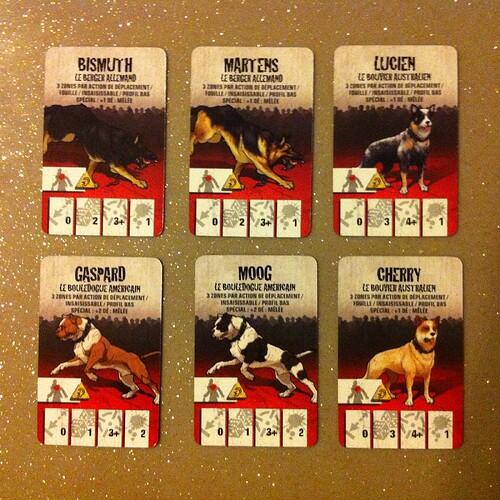 BISMUTH
LE BERGER ALLEMAND
3 ZONES PAR ACTION DE DÉPLACEMENT /
FOUILLE / INSAISISSABLE / PROFIL BAS
SPÉCIAL : +1 DÉ : MÊLÉE
0 2 3+ 1
MARTENS
LE BERGER ALLEMAND
3 ZONES PAR ACTION DE DÉPLACEMENT /
FOUILLE / INSAISISSABLE / PROFIL BAS
SPÉCIAL : +1 DÉ : MÊLÉE
0 2 3+ 1
LUCIEN
LE BOUVIER AUSTRALIEN
3 ZONES PAR ACTION DE DÉPLACEMENT /
FOUILLE / INSAISISSABLE / PROFIL BAS
SPÉCIAL : +1 DÉ : MÊLÉE
0 3 4+ 1
GASPARD
LE BOULEDOGUE AMERICAIN
3 ZONES PAR ACTION DE DÉPLACEMENT /
INSAISISSABLE / PROFIL BAS
SPÉCIAL : +2 DÉ : MÊLÉE
0 1 3+ 2
MOOG
LE BOULEDOGUE AMERICAIN
3 ZONES PAR ACTION DE DÉPLACEMENT /
INSAISISSABLE / PROFIL BAS
SPÉCIAL : +2 DÉ : MÊLÉE
0 1 3+ 2
CHERRY
LE BOUVIER AUSTRALIEN
3 ZONES PAR ACTION DE DÉPLACEMENT /
FOUILLE / INSAISISSABLE / PROFIL BAS
SPÉCIAL : +1 DÉ : MÊLÉE
0 3 4+ 1